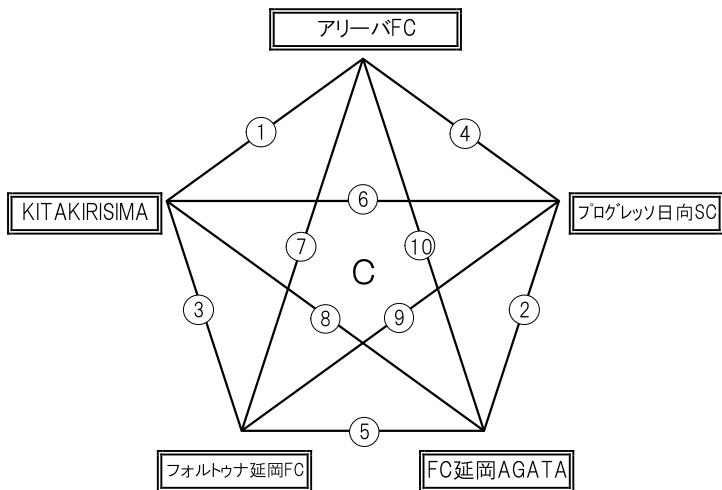 アリーバFC
①
④
KITAKIRISIMA
⑥
プログレッソ日向SC
⑦
⑩
C
③
⑧
⑨
②
⑤
フォルトゥナ延岡FC
FC延岡AGATA